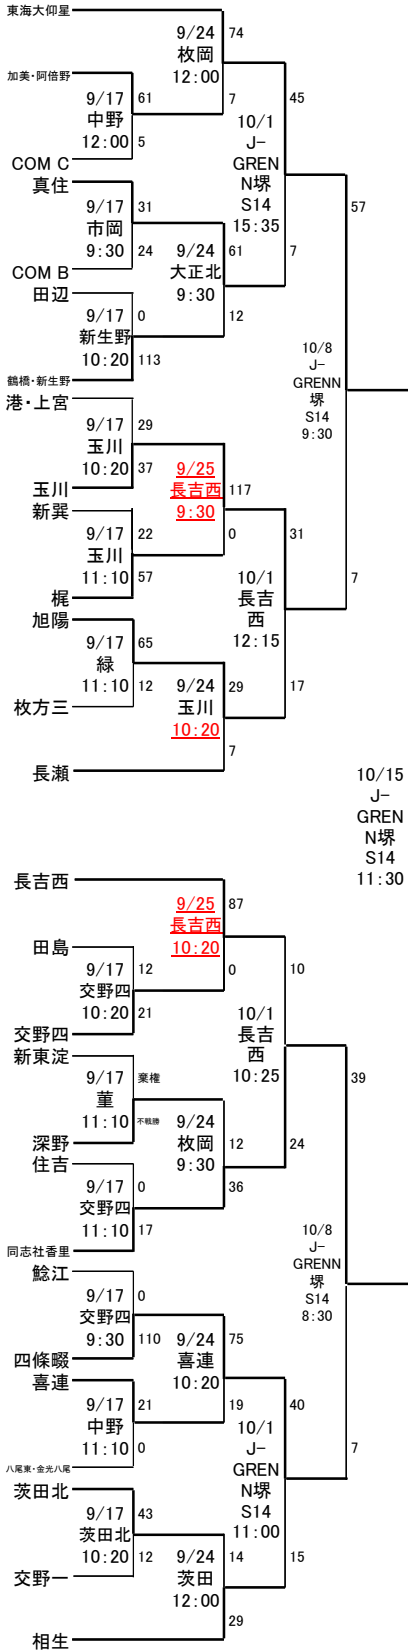 東海大仰星
74
9/24
枚岡
12:00
7
加美・阿倍野
61
9/17
中野
12:00
5
COM C
45
10/1
J-
GREN
N堺
S14
15:35
7
真住
31
9/17
市岡
9:30
24
COM B
61
9/24
大正北
9:30
12
田辺
0
9/17
新生野
10:20
113
鶴橋・新生野
57
10/8
J-
GRENN
堺
S14
9:30
7
港・上宮
29
9/17
玉川
10:20
37
玉川
117
9/25
長吉西
9:30
0
新巽
22
9/17
玉川
11:10
57
梶
31
10/1
長吉
西
12:15
17
旭陽
65
9/17
緑
11:10
12
枚方三
29
9/24
玉川
10:20
7
長瀬
10/15
J-
GREN
N堺
S14
11:30
長吉西
87
9/25
長吉西
10:20
0
田島
12
9/17
交野四
10:20
21
交野四
10
10/1
長吉
西
10:25
24
新東淀
棄権
9/17
菫
11:10
不戦勝
深野
12
9/24
枚岡
9:30
36
住吉
0
9/17
交野四
11:10
17
同志社香里
39
10/8
J-
GRENN
堺
S14
8:30
7
鯰江
0
9/17
交野四
9:30
110
四條畷
75
9/24
喜連
10:20
19
喜連
21
9/17
中野
11:10
0
八尾東・金光八尾
40
10/1
J-
GREN
N堺
S14
11:00
15
茨田北
43
9/17
茨田北
10:20
12
交野一
14
9/24
茨田
12:00
29
相生